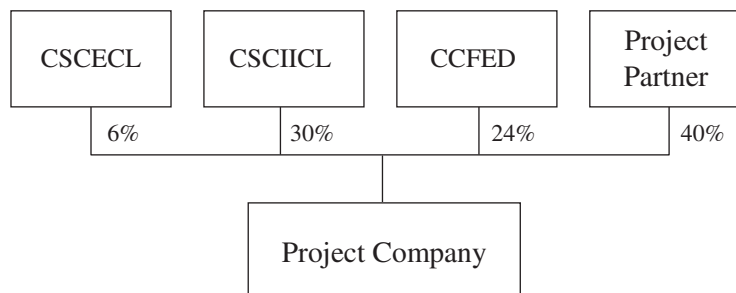 CSCECL
CSCIICL
CCFED
Project
Partner
6%
30%
24%
40%
Project Company